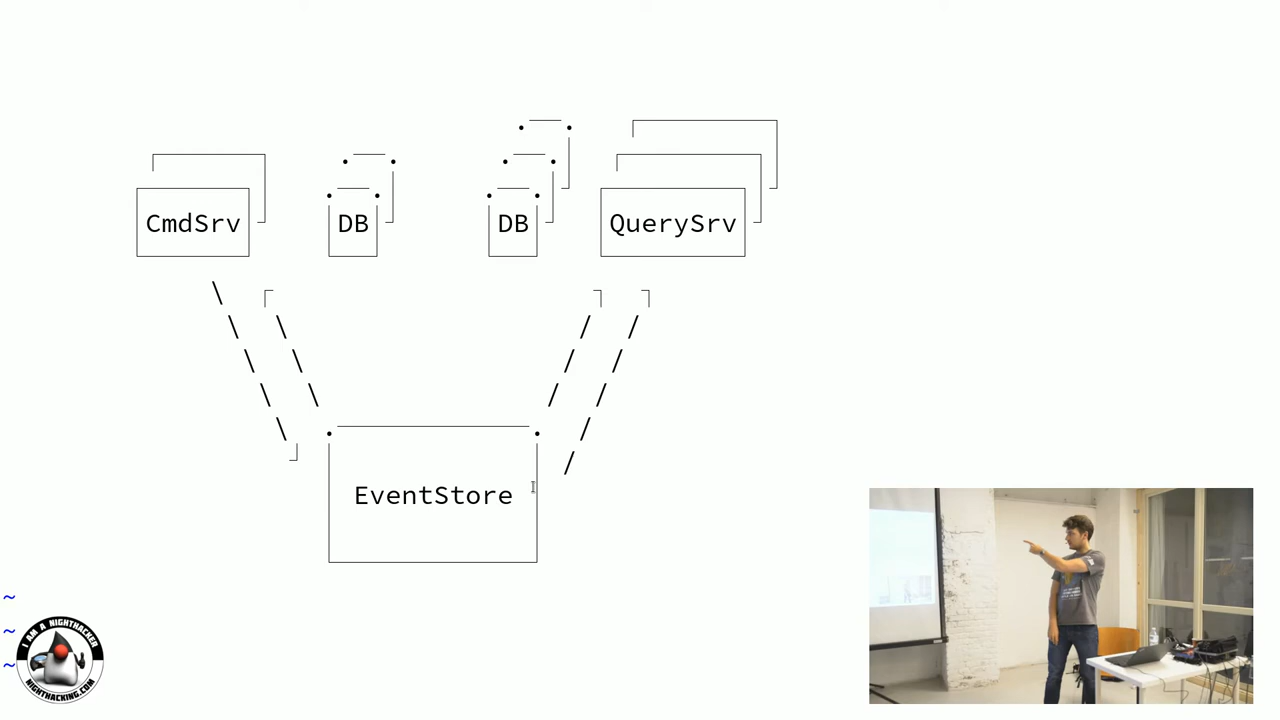 CmdSrv DB DB QuerySrv
EventStore
~
~
~
I AM A NIGHTHACKER
NIGHTHACKING.COM